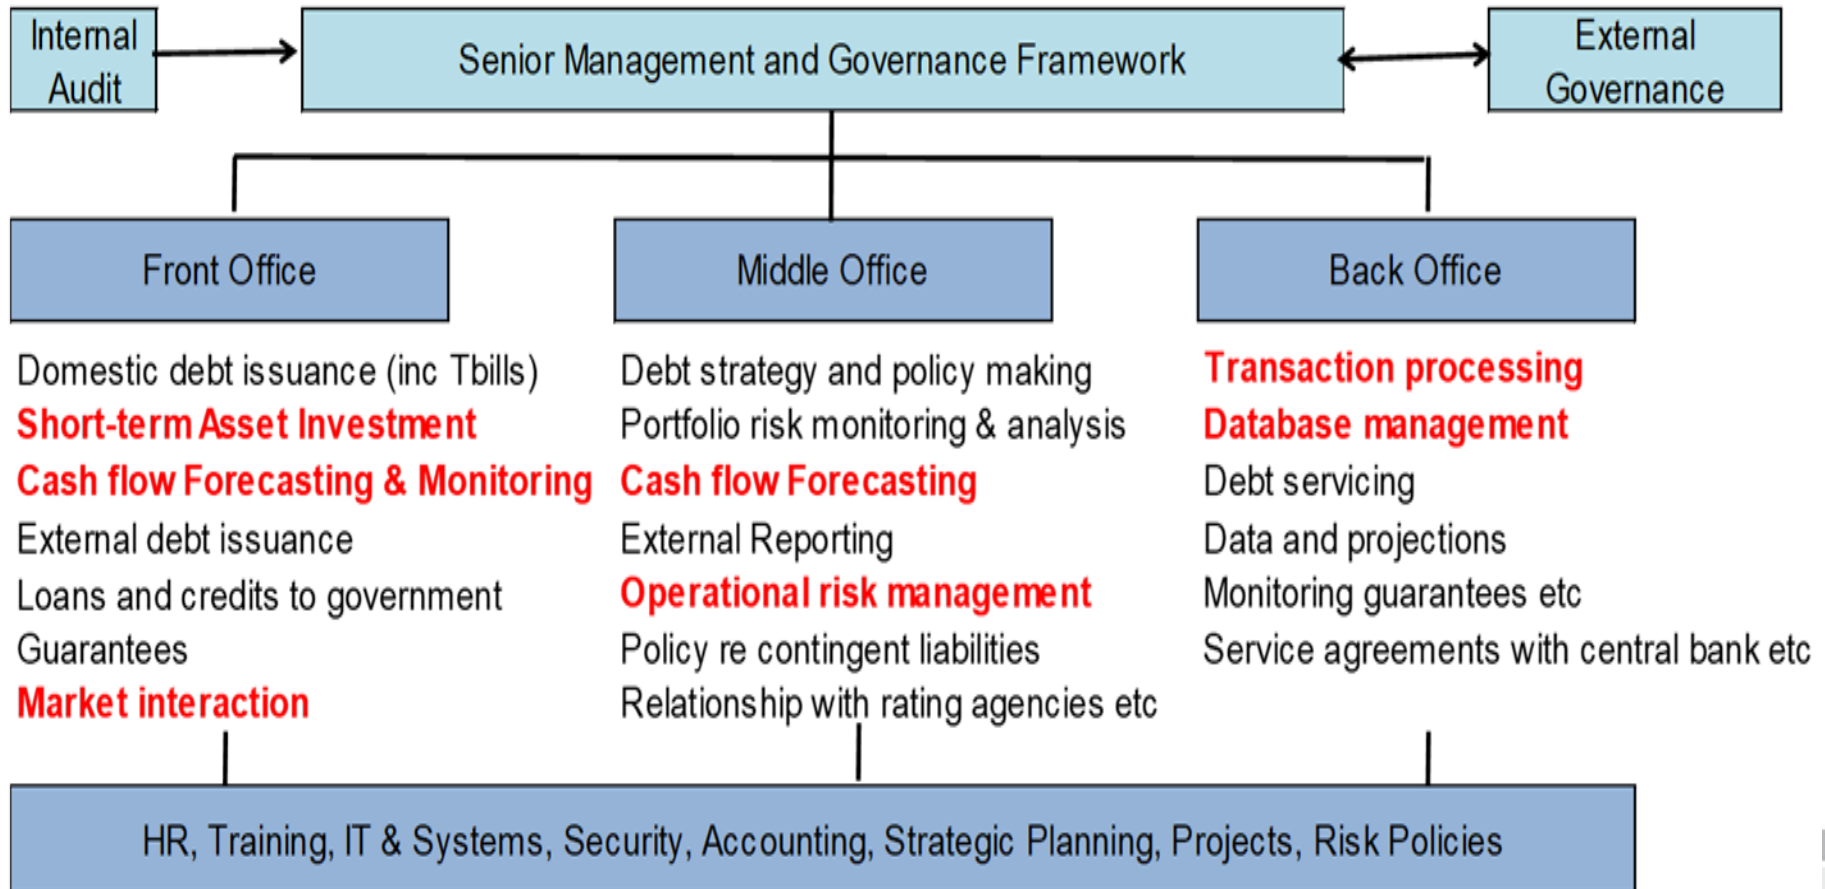 Internal
Audit
Senior Management and Governance Framework
External
Governance
Front Office
Middle Office
Back Office
Domestic debt issuance (inc Tbills)
Short-term Asset Investment
Cash flow Forecasting & Monitoring
External debt issuance
Loans and credits to government
Guarantees
Market interaction
Debt strategy and policy making
Portfolio risk monitoring & analysis
Cash flow Forecasting
External Reporting
Operational risk management
Policy re contingent liabilities
Relationship with rating agencies etc
Transaction processing
Database management
Debt servicing
Data and projections
Monitoring guarantees etc
Service agreements with central bank etc
HR, Training, IT & Systems, Security, Accounting, Strategic Planning, Projects, Risk Policies